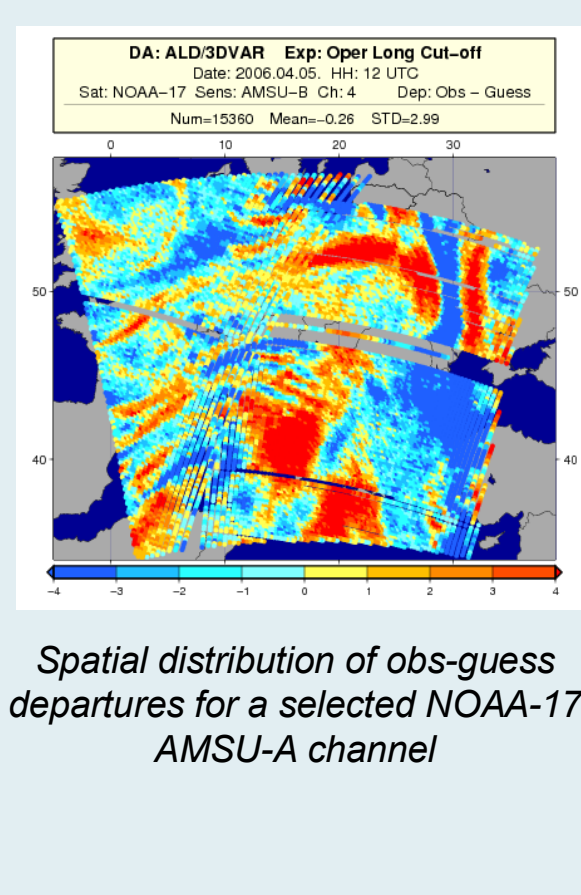 DA: ALD/3DVAR Exp: Oper Long Cut−off
Date: 2006.04.05. HH: 12 UTC
Sat: NOAA−17 Sens: AMSU−B Ch: 4 Dep: Obs − Guess
Num=15360 Mean=−0.26 STD=2.99
0 10 20 30
50 50
40 40
−4 −3 −2 −1 0 1 2 3 4
Spatial distribution of obs-guess
departures for a selected NOAA-17
AMSU-A channel